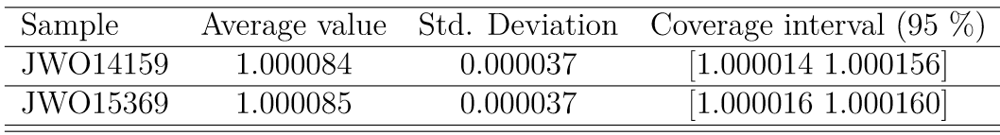 Sample Average value Std. Deviation Coverage interval (95 %)
JWO14159 1.000084 0.000037 [1.000014 1.000156]
JWO15369 1.000085 0.000037 [1.000016 1.000160]